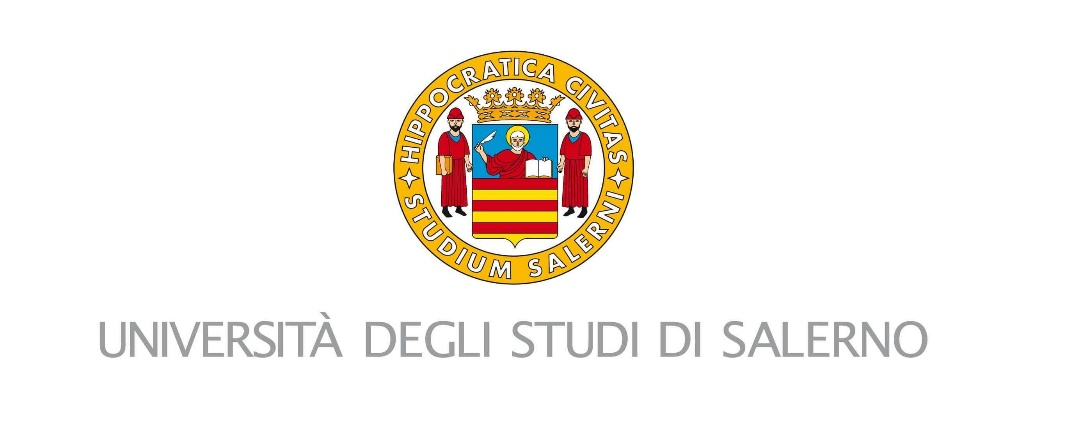 HIPPOCRATICA CIVITAS
STUDIUM SALERNI
UNIVERSITÀ DEGLI STUDI DI SALERNO